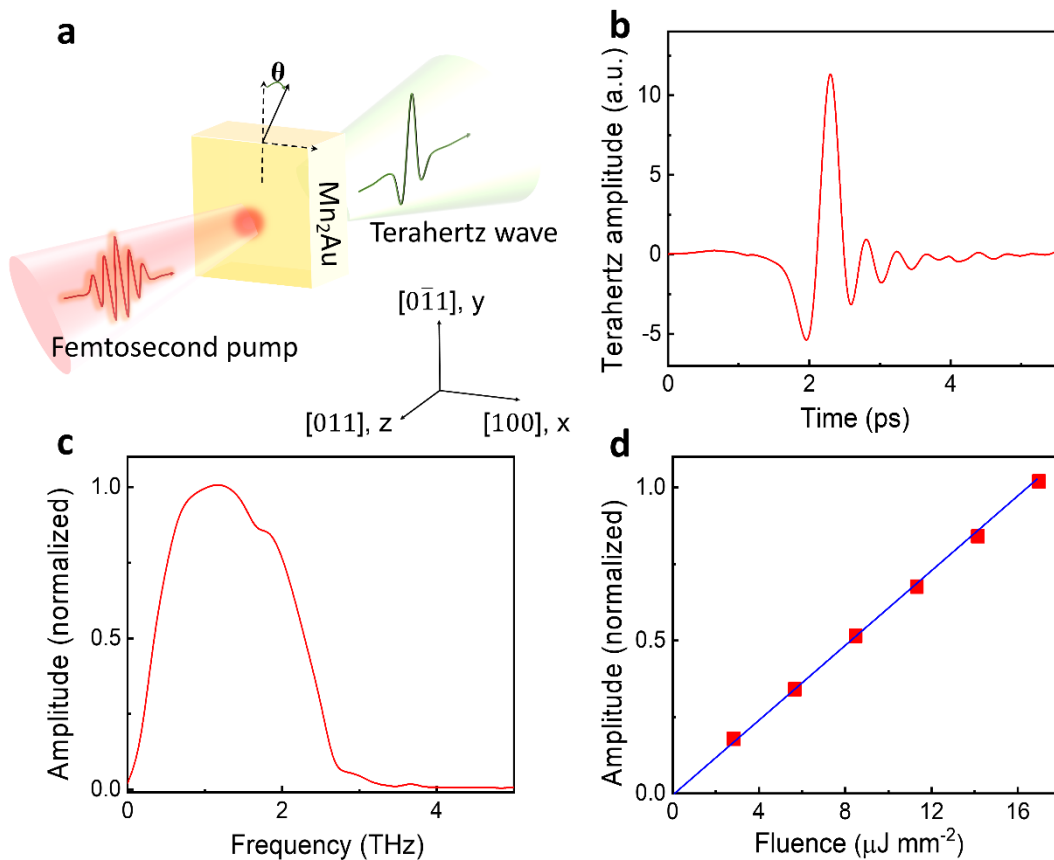 a
θ
Mn₂Au
Terahertz wave
Femtosecond pump
[01̄1], y
[011], z
[100], x
b
Terahertz amplitude (a.u.)
10
5
0
-5
0
2
4
Time (ps)
c
Amplitude (normalized)
1.0
0.5
0.0
0
2
4
Frequency (THz)
d
Amplitude (normalized)
1.0
0.5
0.0
0
4
8
12
16
Fluence (μJ mm⁻²)